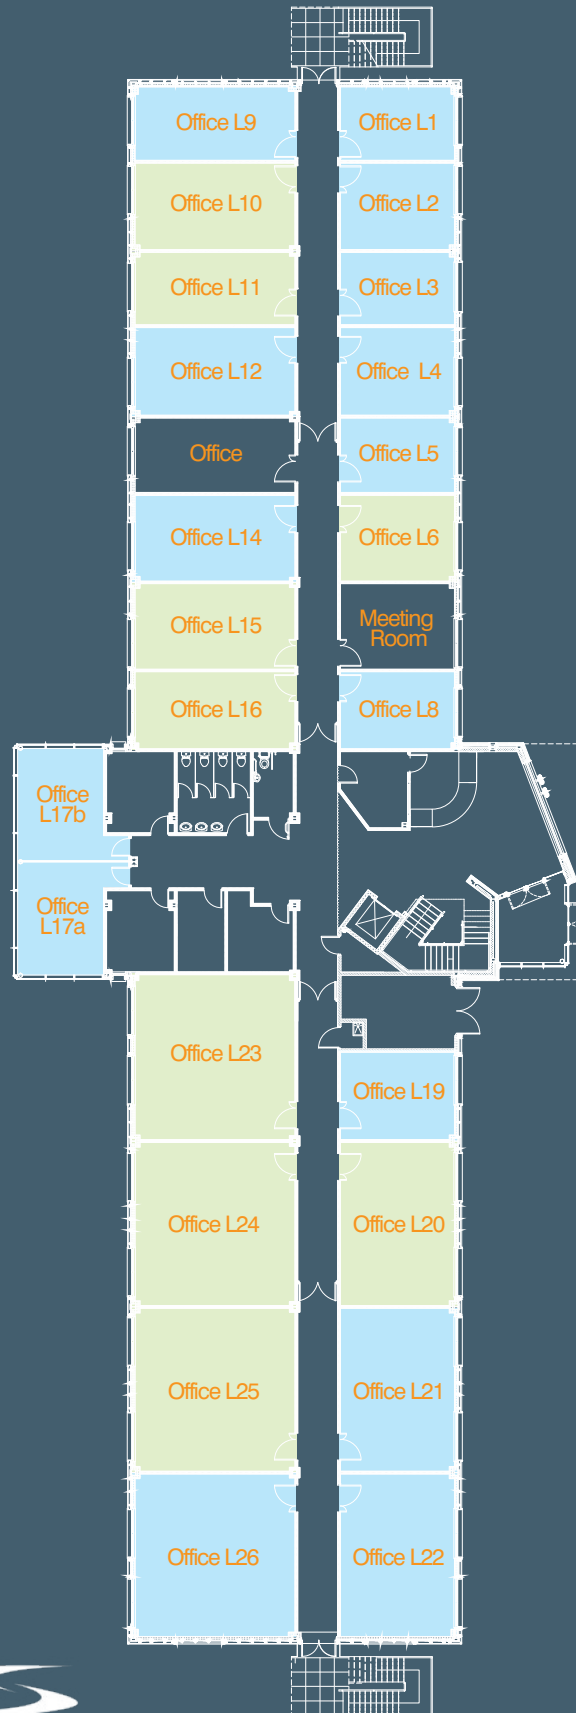 Office L9
Office L1
Office L10
Office L2
Office L11
Office L3
Office L12
Office L4
Office
Office L5
Office L14
Office L6
Office L15
Meeting
Room
Office L16
Office L8
Office
L17b
Office
L17a
Office L23
Office L19
Office L24
Office L20
Office L25
Office L21
Office L26
Office L22